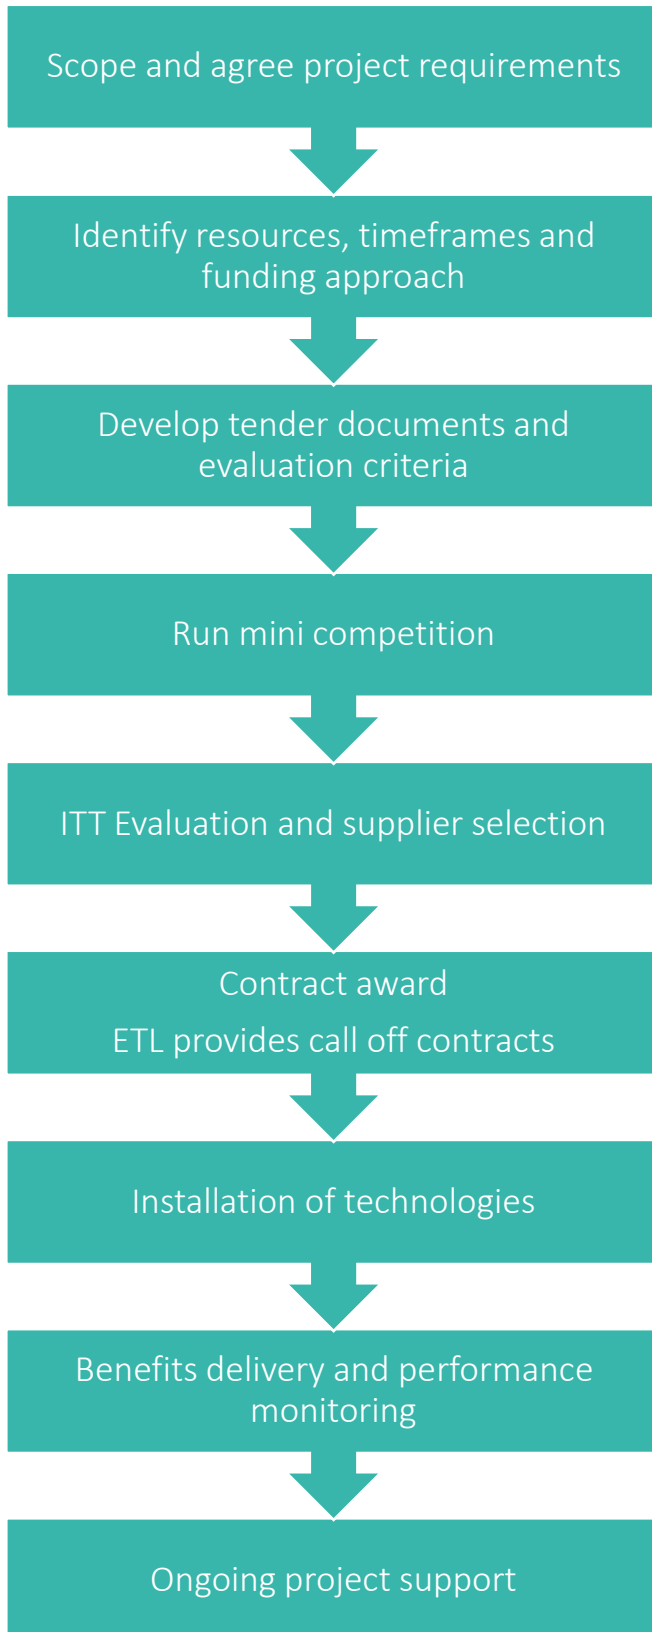 Scope and agree project requirements
Identify resources, timeframes and
funding approach
Develop tender documents and
evaluation criteria
Run mini competition
ITT Evaluation and supplier selection
Contract award
ETL provides call off contracts
Installation of technologies
Benefits delivery and performance
monitoring
Ongoing project support